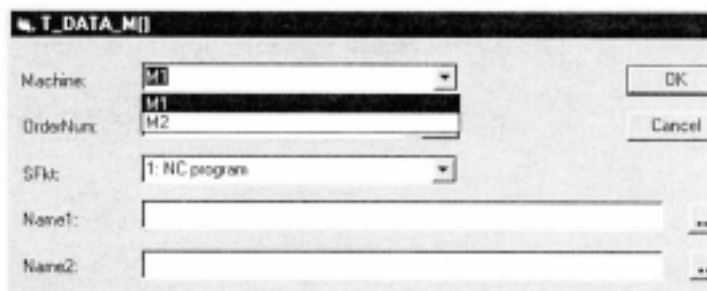 T_DATA_M[]
Machine: M1
OK
M1
OrderNum: M2
Cancel
SFkt: 1: NC program
Name1:
..
Name2:
..